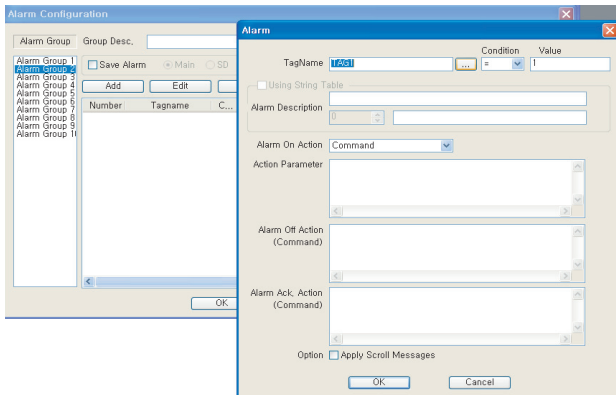 Alarm Configuration
Alarm Group
Group Desc.
Alarm Group 1
Alarm Group 2
Alarm Group 3
Alarm Group 4
Alarm Group 5
Alarm Group 6
Alarm Group 7
Alarm Group 8
Alarm Group 9
Alarm Group 1
Save Alarm
Main
SD
Add
Edit
Number
Tagname
C...
OK
Alarm
Condition
Value
TagName
TAG1
...
=
1
Using String Table
Alarm Description
0
Alarm On Action
Command
Action Parameter
Alarm Off Action
(Command)
Alarm Ack, Action
(Command)
Option
Apply Scroll Messages
OK
Cancel